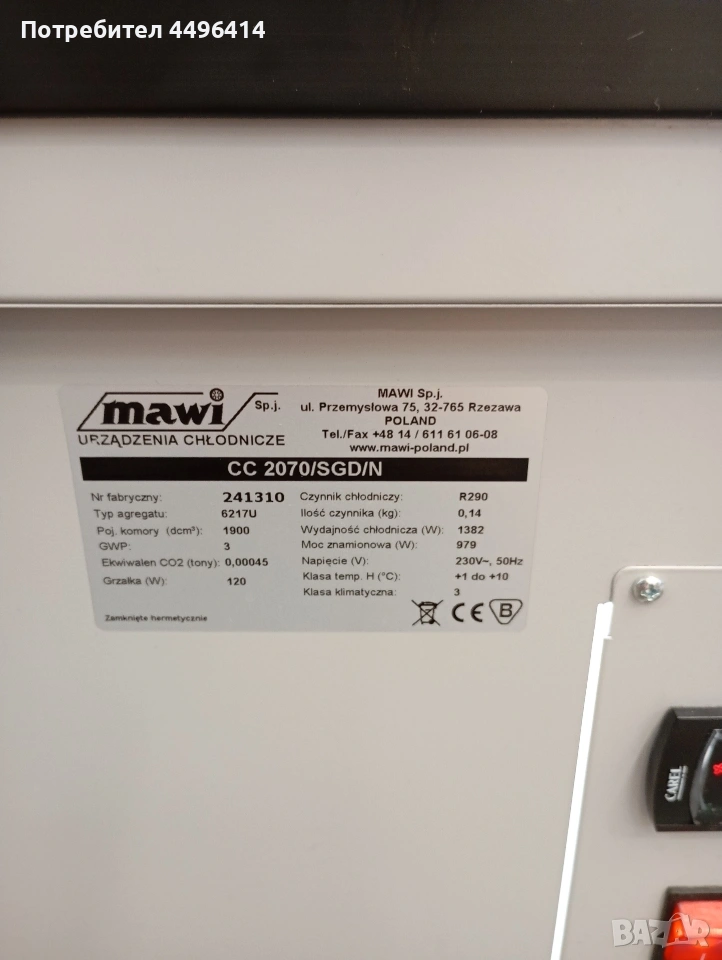 Потребител 4496414
mawi Sp.j.
URZĄDZENIA CHŁODNICZE
MAWI Sp.j.
ul. Przemysłowa 75, 32-765 Rzezawa
POLAND
Tel./Fax +48 14 / 611 61 06-08
www.mawi-poland.pl
CC 2070/SGD/N
Nr fabryczny: 241310
Typ agregatu: 6217U
Poj. komory (dcm³): 1900
GWP: 3
Ekwiwalen CO2 (tony): 0,00045
Grzałka (W): 120
Zamknięte hermetycznie
Czynnik chłodniczy: R290
Ilość czynnika (kg): 0,14
Wydajność chłodnicza (W): 1382
Moc znamionowa (W): 979
Napięcie (V): 230V~, 50Hz
Klasa temp. H (°C): +1 do +10
Klasa klimatyczna: 3
CE B
CAREL
BAZAR